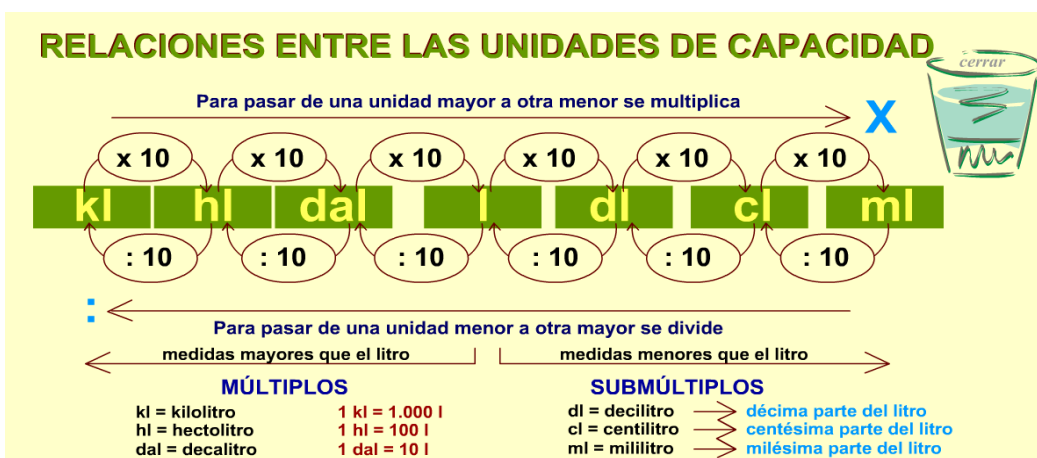 RELACIONES ENTRE LAS UNIDADES DE CAPACIDAD
cerrar
Para pasar de una unidad mayor a otra menor se multiplica
X
x 10 x 10 x 10 x 10 x 10 x 10
kl hl dal l dl cl ml
: 10 : 10 : 10 : 10 : 10 : 10
:
Para pasar de una unidad menor a otra mayor se divide
medidas mayores que el litro medidas menores que el litro
MÚLTIPLOS SUBMÚLTIPLOS
kl = kilolitro 1 kl = 1.000 l dl = decilitro décima parte del litro
hl = hectolitro 1 hl = 100 l cl = centilitro centésima parte del litro
dal = decalitro 1 dal = 10 l ml = mililitro milésima parte del litro